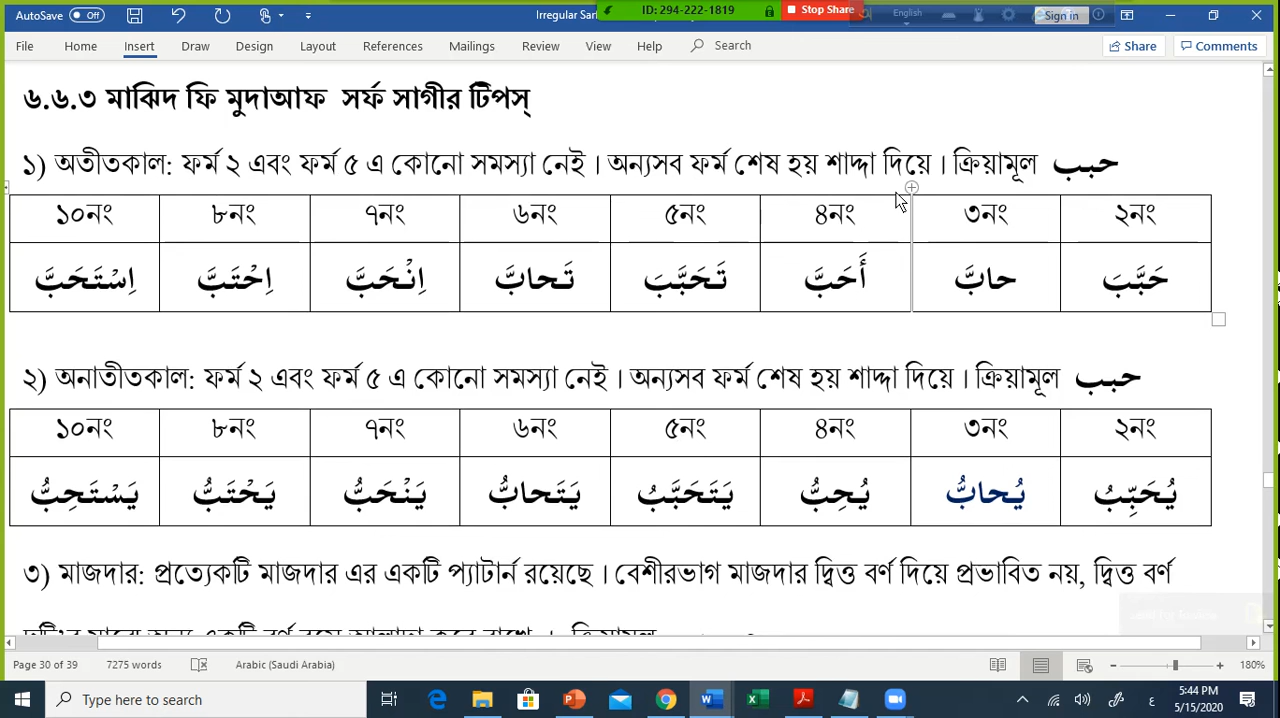 AutoSave Off
Irregular Sar
ID: 294-222-1819
Stop Share
English
Sign in
File Home Insert Draw Design Layout References Mailings Review View Help Search Share Comments
৬.৬.৩ মাঝিদ ফি মুদাআফ সর্ফ সাগীর টিপস্
১) অতীতকাল: ফর্ম ২ এবং ফর্ম ৫ এ কোনো সমস্যা নেই। অন্যসব ফর্ম শেষ হয় শাদ্দা দিয়ে। ক্রিয়ামূল حبب
১০নং ৮নং ৭নং ৬নং ৫নং ৪নং ৩নং ২নং
اِسْتَحَبَّ اِحْتَبَّ اِنْحَبَّ تَحابَّ تَحَبَّبَ أَحَبَّ حابَّ حَبَّبَ
২) অনাতীতকাল: ফর্ম ২ এবং ফর্ম ৫ এ কোনো সমস্যা নেই। অন্যসব ফর্ম শেষ হয় শাদ্দা দিয়ে। ক্রিয়ামূল حبب
১০নং ৮নং ৭নং ৬নং ৫নং ৪নং ৩নং ২নং
يَسْتَحِبُّ يَحْتَبُّ يَنْحَبُّ يَتَحابُّ يَتَحَبَّبُ يُحِبُّ يُحابُّ يُحَبِّبُ
৩) মাজদার: প্রত্যেকটি মাজদার এর একটি প্যাটার্ন রয়েছে। বেশীরভাগ মাজদার দ্বিত্ত বর্ণ দিয়ে প্রভাবিত নয়, দ্বিত্ত বর্ণ
Page 30 of 39 7275 words Arabic (Saudi Arabia) 180%
Type here to search
ع
5:44 PM
5/15/2020